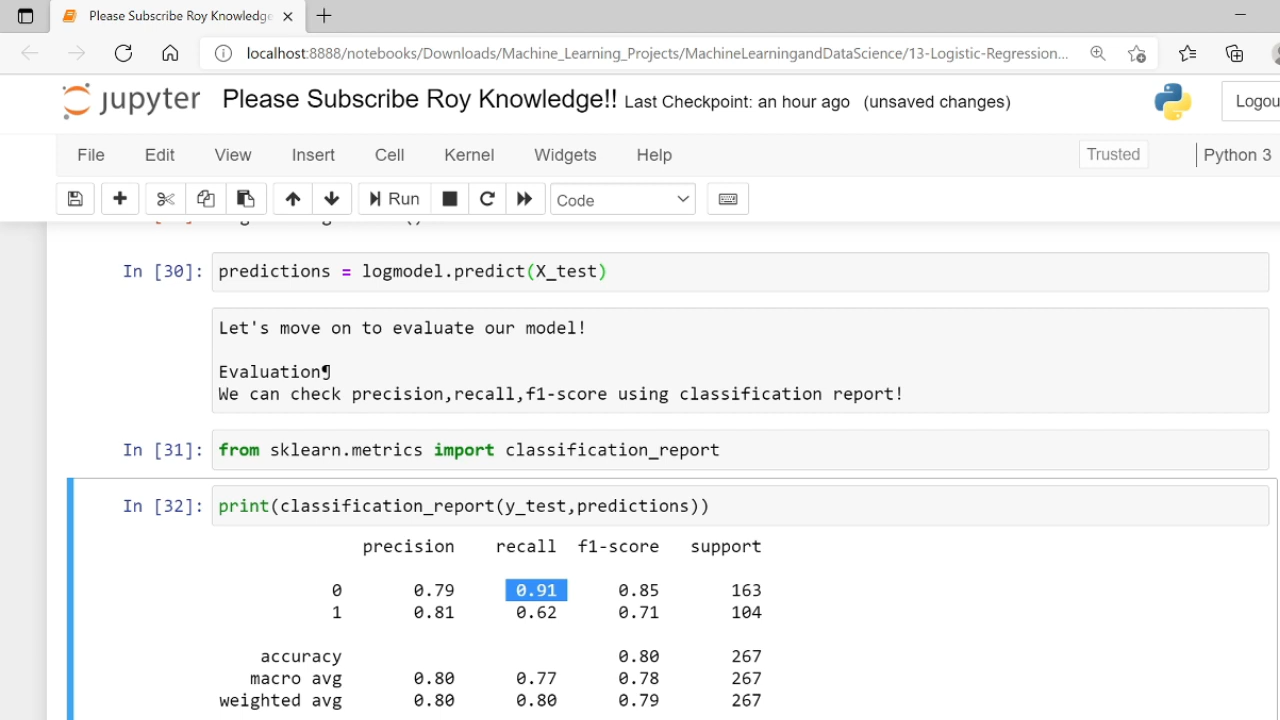 Please Subscribe Roy Knowledge
localhost:8888/notebooks/Downloads/Machine_Learning_Projects/MachineLearningandDataScience/13-Logistic-Regression...
jupyter Please Subscribe Roy Knowledge!! Last Checkpoint: an hour ago (unsaved changes)
Logou
File Edit View Insert Cell Kernel Widgets Help Trusted Python 3
Run Code
In [30]: predictions = logmodel.predict(X_test)
Let's move on to evaluate our model!
Evaluation¶
We can check precision,recall,f1-score using classification report!
In [31]: from sklearn.metrics import classification_report
In [32]: print(classification_report(y_test,predictions))
precision recall f1-score support
0 0.79 0.91 0.85 163
1 0.81 0.62 0.71 104
accuracy 0.80 267
macro avg 0.80 0.77 0.78 267
weighted avg 0.80 0.80 0.79 267